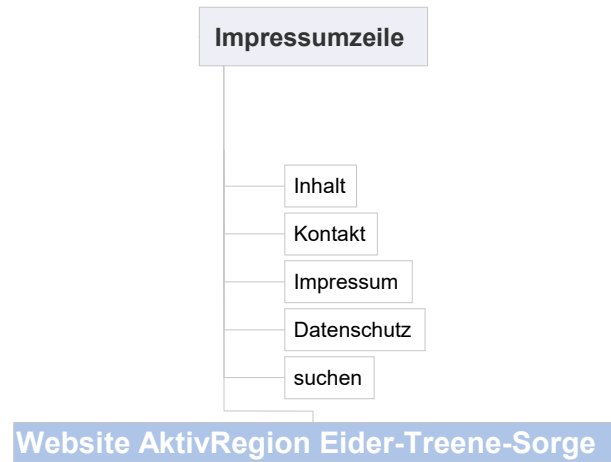 Impressumzeile
Inhalt
Kontakt
Impressum
Datenschutz
suchen
Website AktivRegion Eider-Treene-Sorge